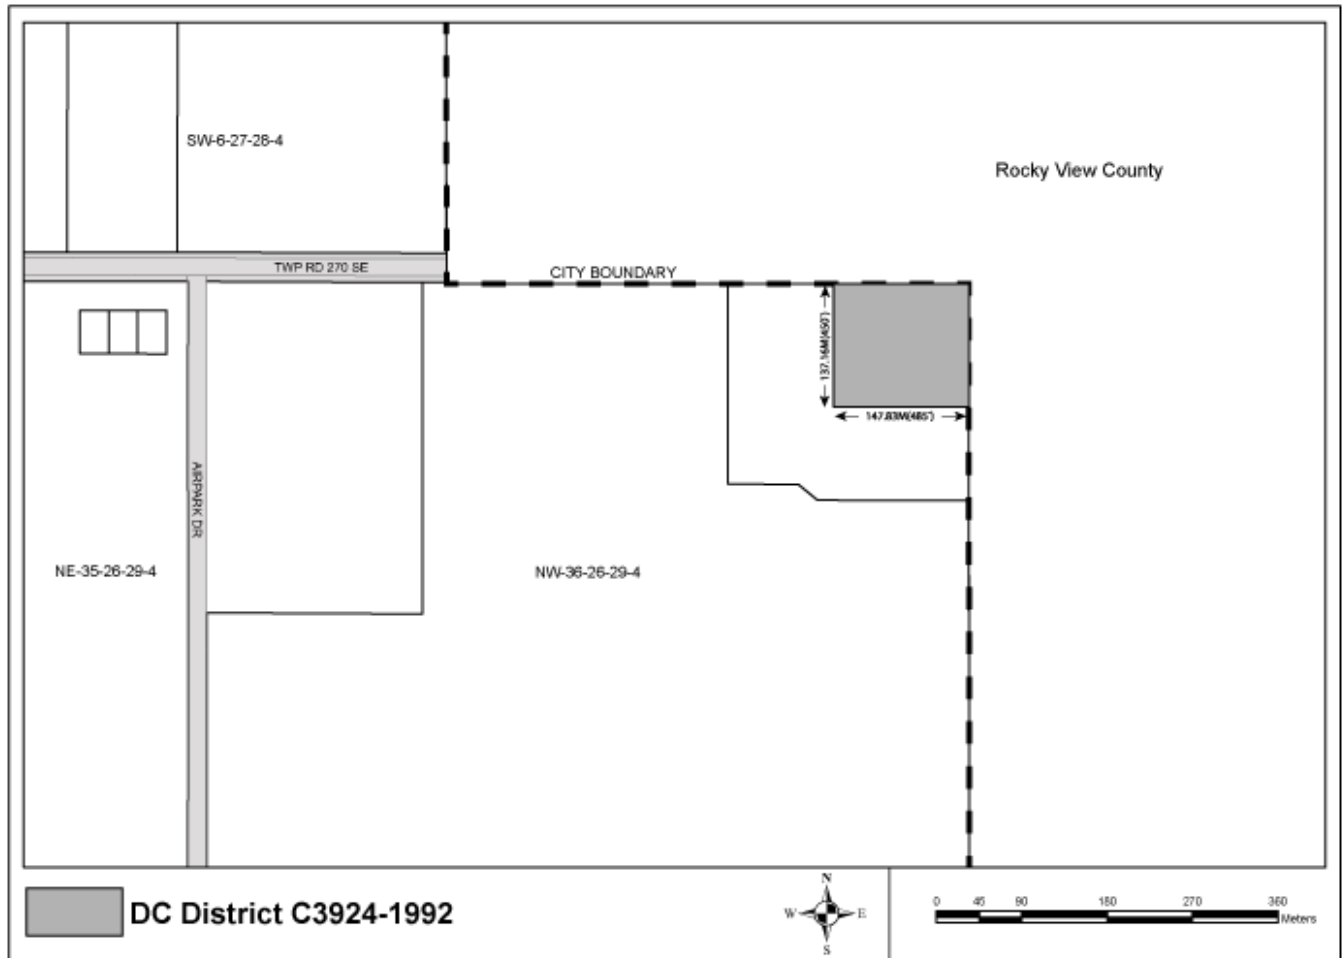 SW-6-27-28-4
Rocky View County
TWP RD 270 SE
CITY BOUNDARY
137.16M(450')
147.83M(485')
AIRPARK DR
NE-35-26-29-4
NW-36-26-29-4
DC District C3924-1992
N
W E
S
0 45 90 180 270 360
Meters